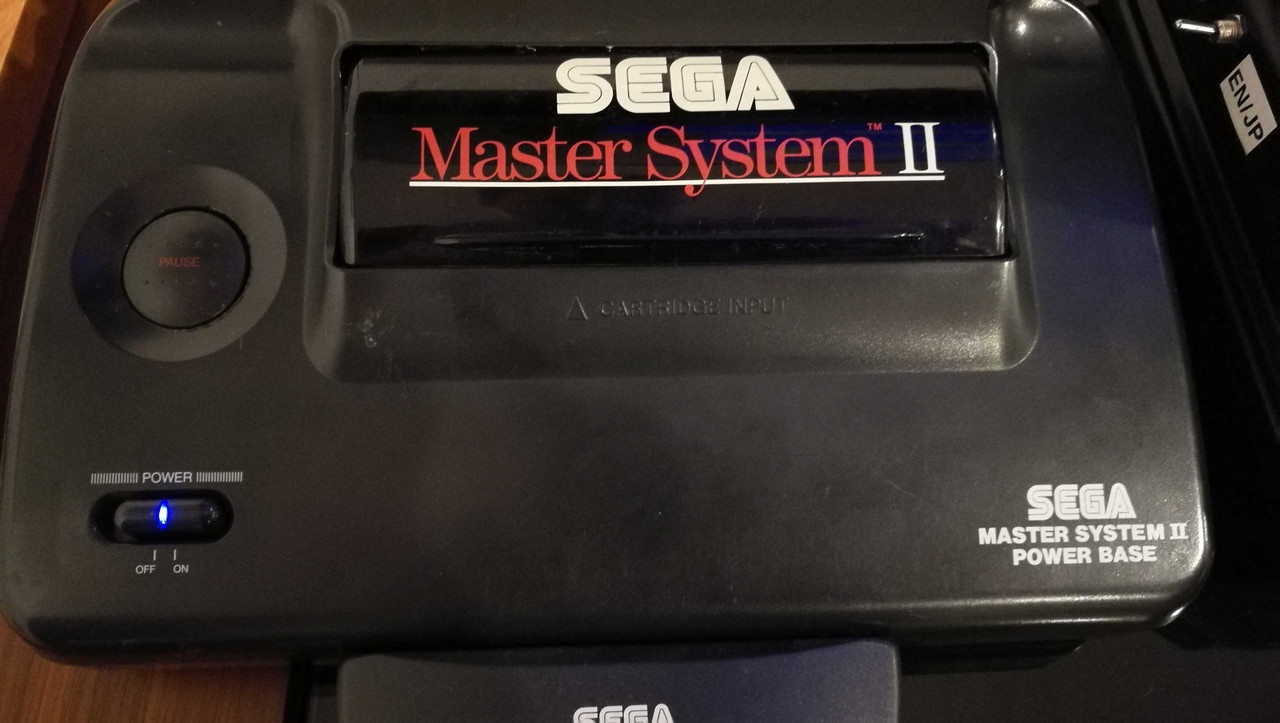 SEGA
Master System™ II
EN/JP
PAUSE
CARTRIDGE INPUT
POWER
OFF ON
SEGA
MASTER SYSTEM II
POWER BASE
SEGA